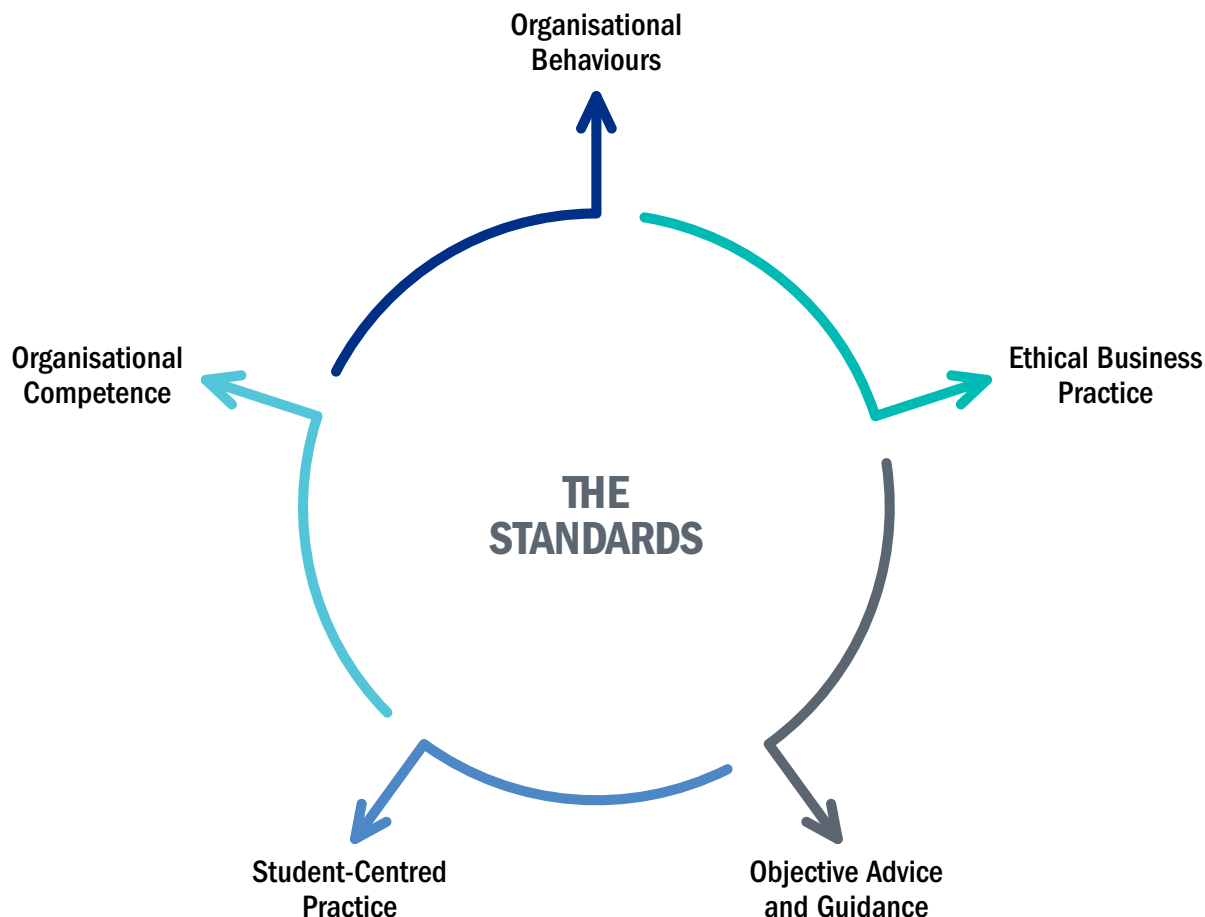 Organisational
Behaviours
Ethical Business
Practice
Organisational
Competence
THE
STANDARDS
Student-Centred
Practice
Objective Advice
and Guidance